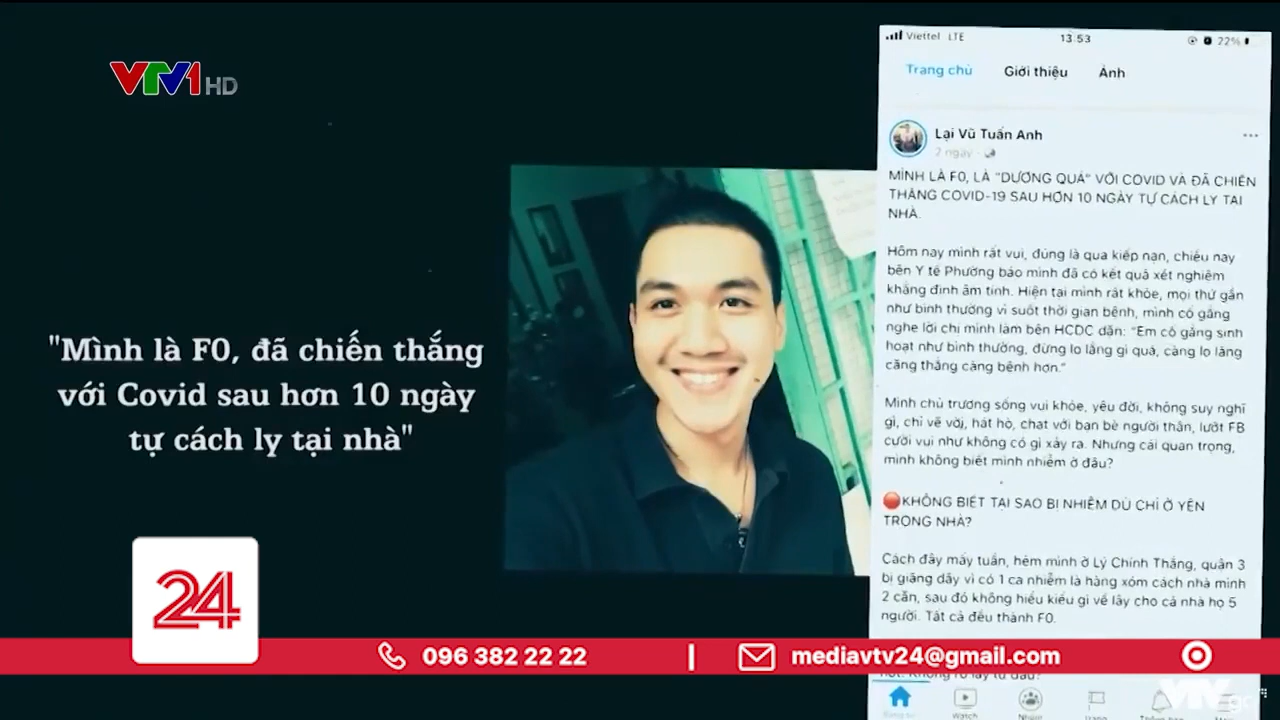 VTV1 HD
"Mình là F0, đã chiến thắng
với Covid sau hơn 10 ngày
tự cách ly tại nhà"
24
096 382 22 22 | mediavtv24@gmail.com
Viettel LTE 13:53 22%
Trang chủ Giới thiệu Ảnh
Lại Vũ Tuấn Anh
2 ngày
MÌNH LÀ F0, LÀ "DƯƠNG QUÁ" VỚI COVID VÀ ĐÃ CHIẾN
THẮNG COVID-19 SAU HƠN 10 NGÀY TỰ CÁCH LY TẠI
NHÀ.
Hôm nay mình rất vui, đúng là qua kiếp nạn, chiều nay
bên Y tế Phường báo mình đã có kết quả xét nghiệm
khẳng định âm tính. Hiện tại mình rất khỏe, mọi thứ gần
như bình thường vì suốt thời gian bệnh, mình cố gắng
nghe lời chị mình làm bên HCDC dặn: "Em cố gắng sinh
hoạt như bình thường, đừng lo lắng gì quá, càng lo lắng
căng thẳng càng bệnh hơn."
Mình chủ trương sống vui khỏe, yêu đời, không suy nghĩ
gì, chỉ vẽ vời, hát hò, chat với bạn bè người thân, lướt FB
cười vui như không có gì xảy ra. Nhưng cái quan trọng,
mình không biết mình nhiễm ở đâu?
KHÔNG BIẾT TẠI SAO BỊ NHIỄM DÙ CHỈ Ở YÊN
TRONG NHÀ?
Cách đây mấy tuần, hẻm mình ở Lý Chính Thắng, quận 3
bị giăng dây vì có 1 ca nhiễm là hàng xóm cách nhà mình
2 căn, sau đó không hiểu kiểu gì về lây cho cả nhà họ 5
người. Tất cả đều thành F0.
Watch
VTV